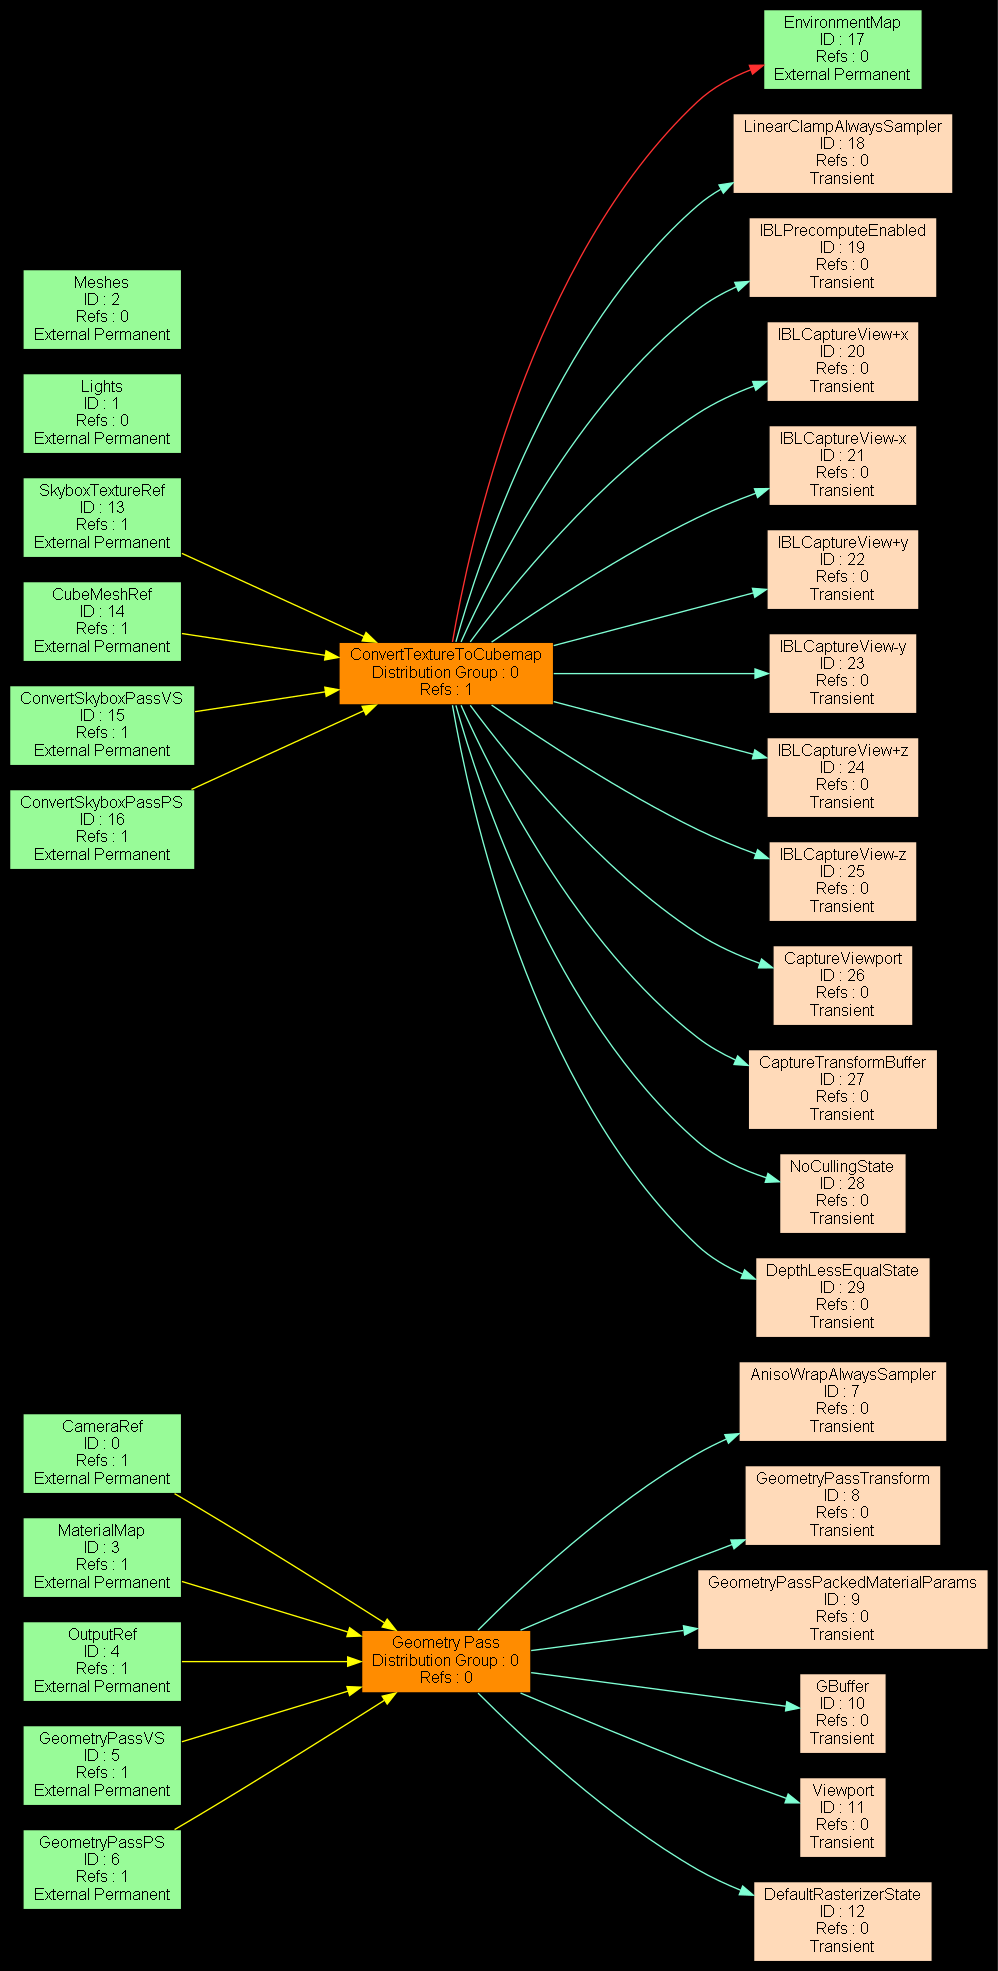 EnvironmentMap
ID : 17
Refs : 0
External Permanent
LinearClampAlwaysSampler
ID : 18
Refs : 0
Transient
IBLPrecomputeEnabled
ID : 19
Refs : 0
Transient
Meshes
ID : 2
Refs : 0
External Permanent
IBLCaptureView+x
ID : 20
Refs : 0
Transient
Lights
ID : 1
Refs : 0
External Permanent
IBLCaptureView-x
ID : 21
Refs : 0
Transient
SkyboxTextureRef
ID : 13
Refs : 1
External Permanent
IBLCaptureView+y
ID : 22
Refs : 0
Transient
CubeMeshRef
ID : 14
Refs : 1
External Permanent
ConvertTextureToCubemap
Distribution Group : 0
Refs : 1
IBLCaptureView-y
ID : 23
Refs : 0
Transient
ConvertSkyboxPassVS
ID : 15
Refs : 1
External Permanent
IBLCaptureView+z
ID : 24
Refs : 0
Transient
ConvertSkyboxPassPS
ID : 16
Refs : 1
External Permanent
IBLCaptureView-z
ID : 25
Refs : 0
Transient
CaptureViewport
ID : 26
Refs : 0
Transient
CaptureTransformBuffer
ID : 27
Refs : 0
Transient
NoCullingState
ID : 28
Refs : 0
Transient
DepthLessEqualState
ID : 29
Refs : 0
Transient
AnisoWrapAlwaysSampler
ID : 7
Refs : 0
Transient
CameraRef
ID : 0
Refs : 1
External Permanent
GeometryPassTransform
ID : 8
Refs : 0
Transient
MaterialMap
ID : 3
Refs : 1
External Permanent
GeometryPassPackedMaterialParams
ID : 9
Refs : 0
Transient
OutputRef
ID : 4
Refs : 1
External Permanent
Geometry Pass
Distribution Group : 0
Refs : 0
GBuffer
ID : 10
Refs : 0
Transient
GeometryPassVS
ID : 5
Refs : 1
External Permanent
Viewport
ID : 11
Refs : 0
Transient
GeometryPassPS
ID : 6
Refs : 1
External Permanent
DefaultRasterizerState
ID : 12
Refs : 0
Transient